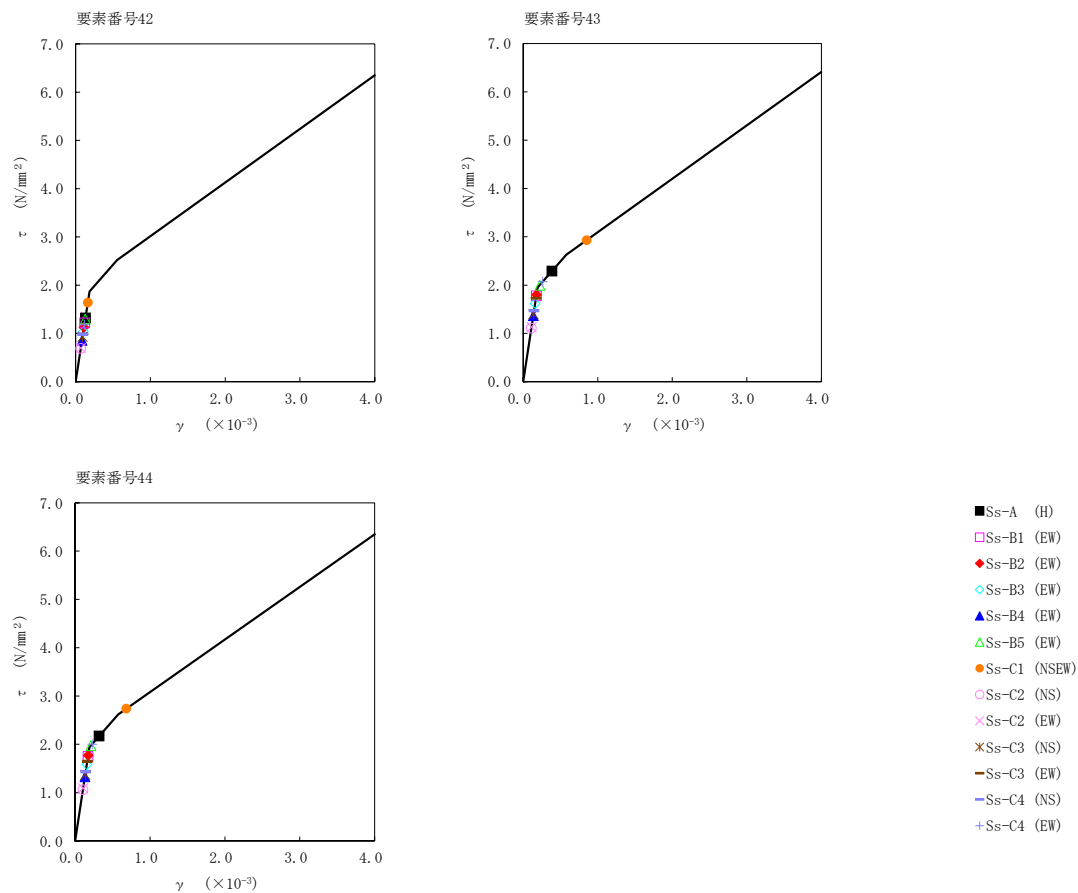 要素番号42
7.0
6.0
5.0
4.0
3.0
2.0
1.0
0.0
τ (N/mm²)
0.0 1.0 2.0 3.0 4.0
γ (×10⁻³)
要素番号43
7.0
6.0
5.0
4.0
3.0
2.0
1.0
0.0
τ (N/mm²)
0.0 1.0 2.0 3.0 4.0
γ (×10⁻³)
要素番号44
7.0
6.0
5.0
4.0
3.0
2.0
1.0
0.0
τ (N/mm²)
0.0 1.0 2.0 3.0 4.0
γ (×10⁻³)
Ss-A (H)
Ss-B1 (EW)
Ss-B2 (EW)
Ss-B3 (EW)
Ss-B4 (EW)
Ss-B5 (EW)
Ss-C1 (NSEW)
Ss-C2 (NS)
Ss-C2 (EW)
Ss-C3 (NS)
Ss-C3 (EW)
Ss-C4 (NS)
Ss-C4 (EW)